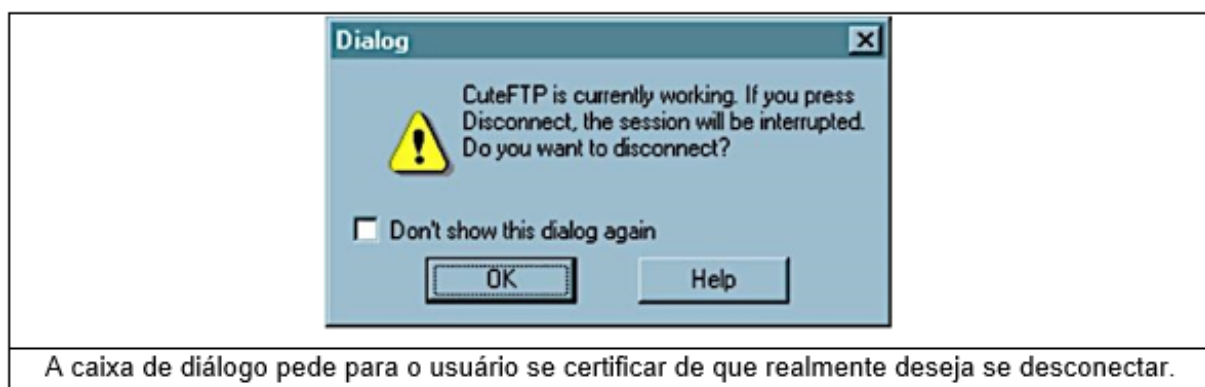 Dialog
CuteFTP is currently working. If you press
Disconnect, the session will be interrupted.
Do you want to disconnect?
Don't show this dialog again
OK
Help
A caixa de diálogo pede para o usuário se certificar de que realmente deseja se desconectar.